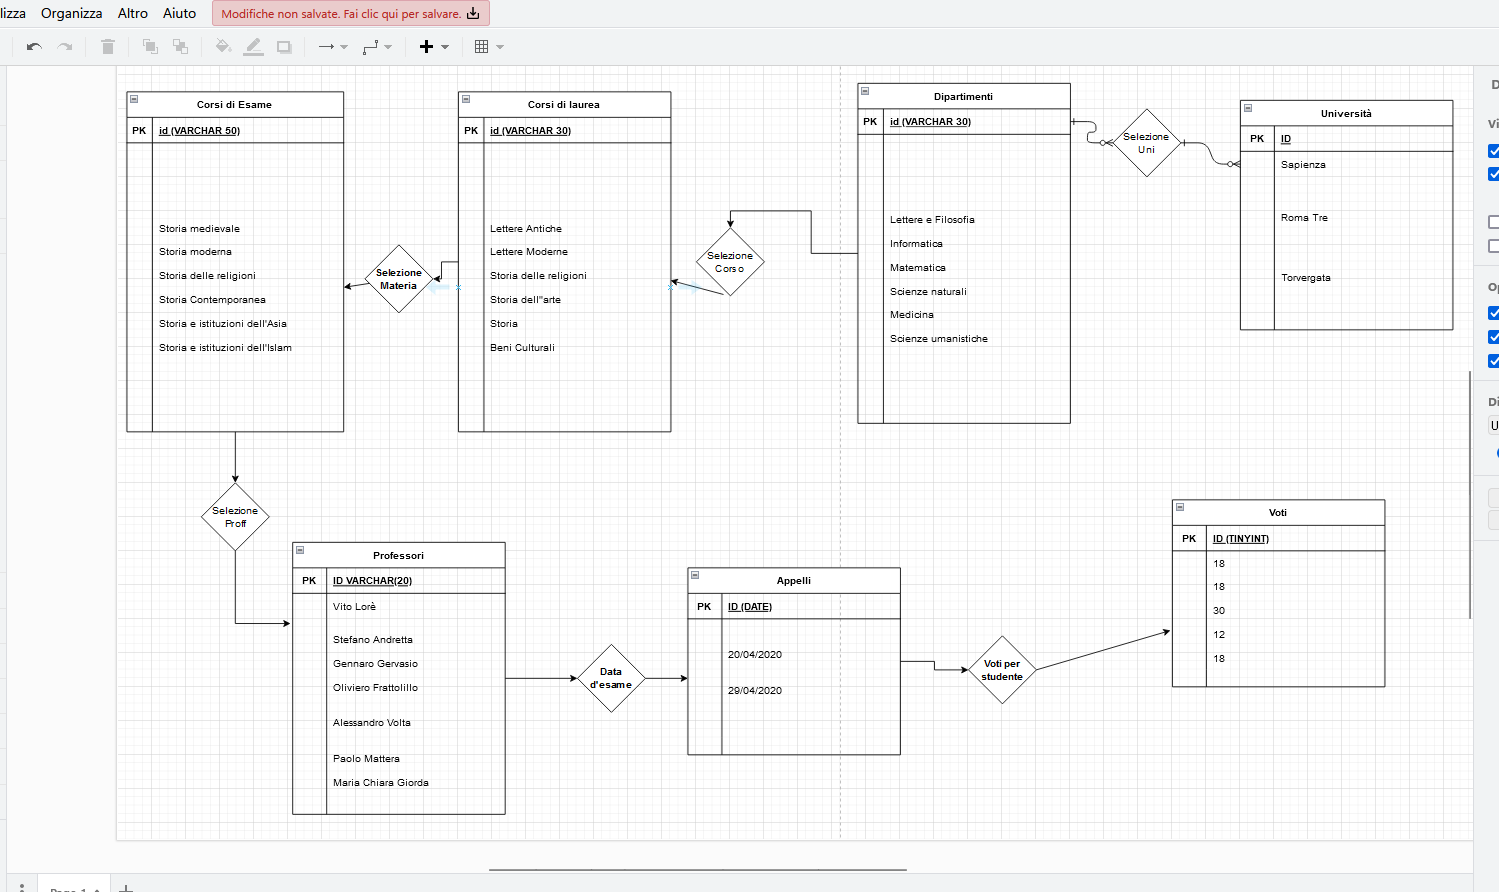 Organizza
Altro
Aiuto
Modifiche non salvate. Fai clic qui per salvare.
Corsi di Esame
PK
id (VARCHAR 50)
Storia medievale
Storia moderna
Storia delle religioni
Storia Contemporanea
Storia e istituzioni dell'Asia
Storia e istituzioni dell'Islam
Selezione
Materia
Corsi di laurea
PK
id (VARCHAR 30)
Lettere Antiche
Lettere Moderne
Storia delle religioni
Storia dell"arte
Storia
Beni Culturali
Selezione
Corso
Dipartimenti
PK
id (VARCHAR 30)
Lettere e Filosofia
Informatica
Matematica
Scienze naturali
Medicina
Scienze umanistiche
Selezione
Uni
Università
PK
ID
Sapienza
Roma Tre
Torvergata
Selezione
Proff
Professori
PK
ID VARCHAR(20)
Vito Lorè
Stefano Andretta
Gennaro Gervasio
Oliviero Frattolillo
Alessandro Volta
Paolo Mattera
Maria Chiara Giorda
Data
d'esame
Appelli
PK
ID (DATE)
20/04/2020
29/04/2020
Voti per
studente
Voti
PK
ID (TINYINT)
18
18
30
12
18